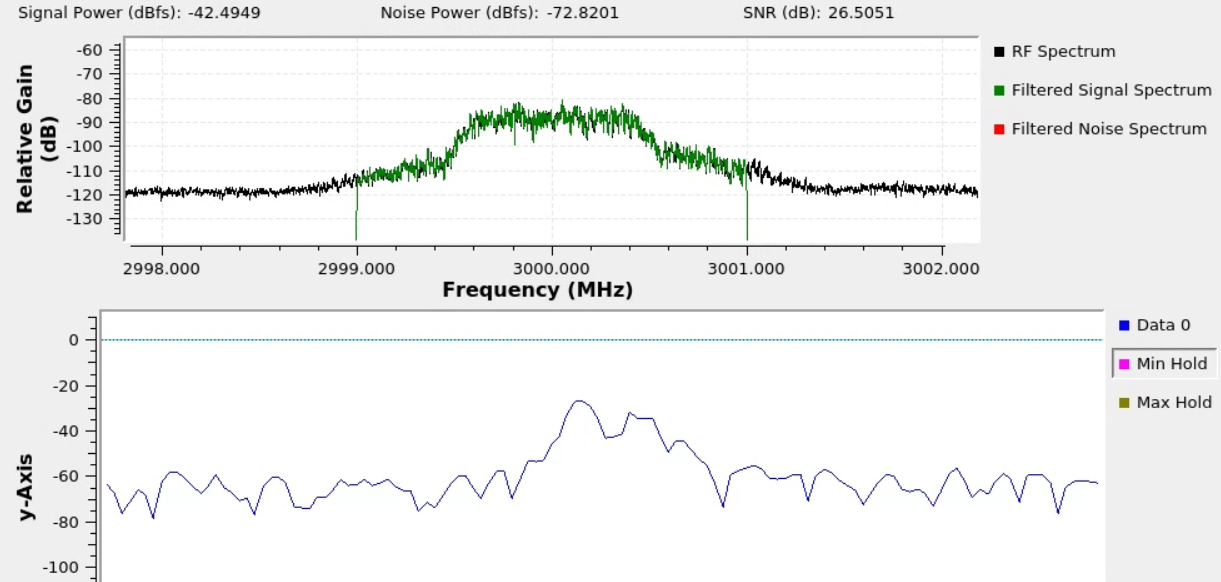 Signal Power (dBfs): -42.4949 Noise Power (dBfs): -72.8201 SNR (dB): 26.5051
Relative Gain
(dB)
-60
-70
-80
-90
-100
-110
-120
-130
RF Spectrum
Filtered Signal Spectrum
Filtered Noise Spectrum
2998.000 2999.000 3000.000 3001.000 3002.000
Frequency (MHz)
y-Axis
0
-20
-40
-60
-80
-100
Data 0
Min Hold
Max Hold